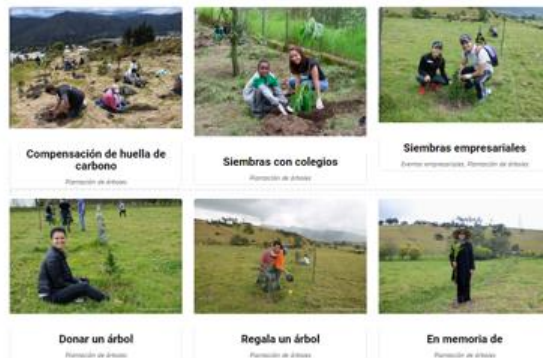 Compensación de huella de
carbono
Plantación de árboles
Siembras con colegios
Plantación de árboles
Siembras empresariales
Eventos empresariales, Plantación de árboles
Donar un árbol
Plantación de árboles
Regala un árbol
Plantación de árboles
En memoria de
Plantación de árboles